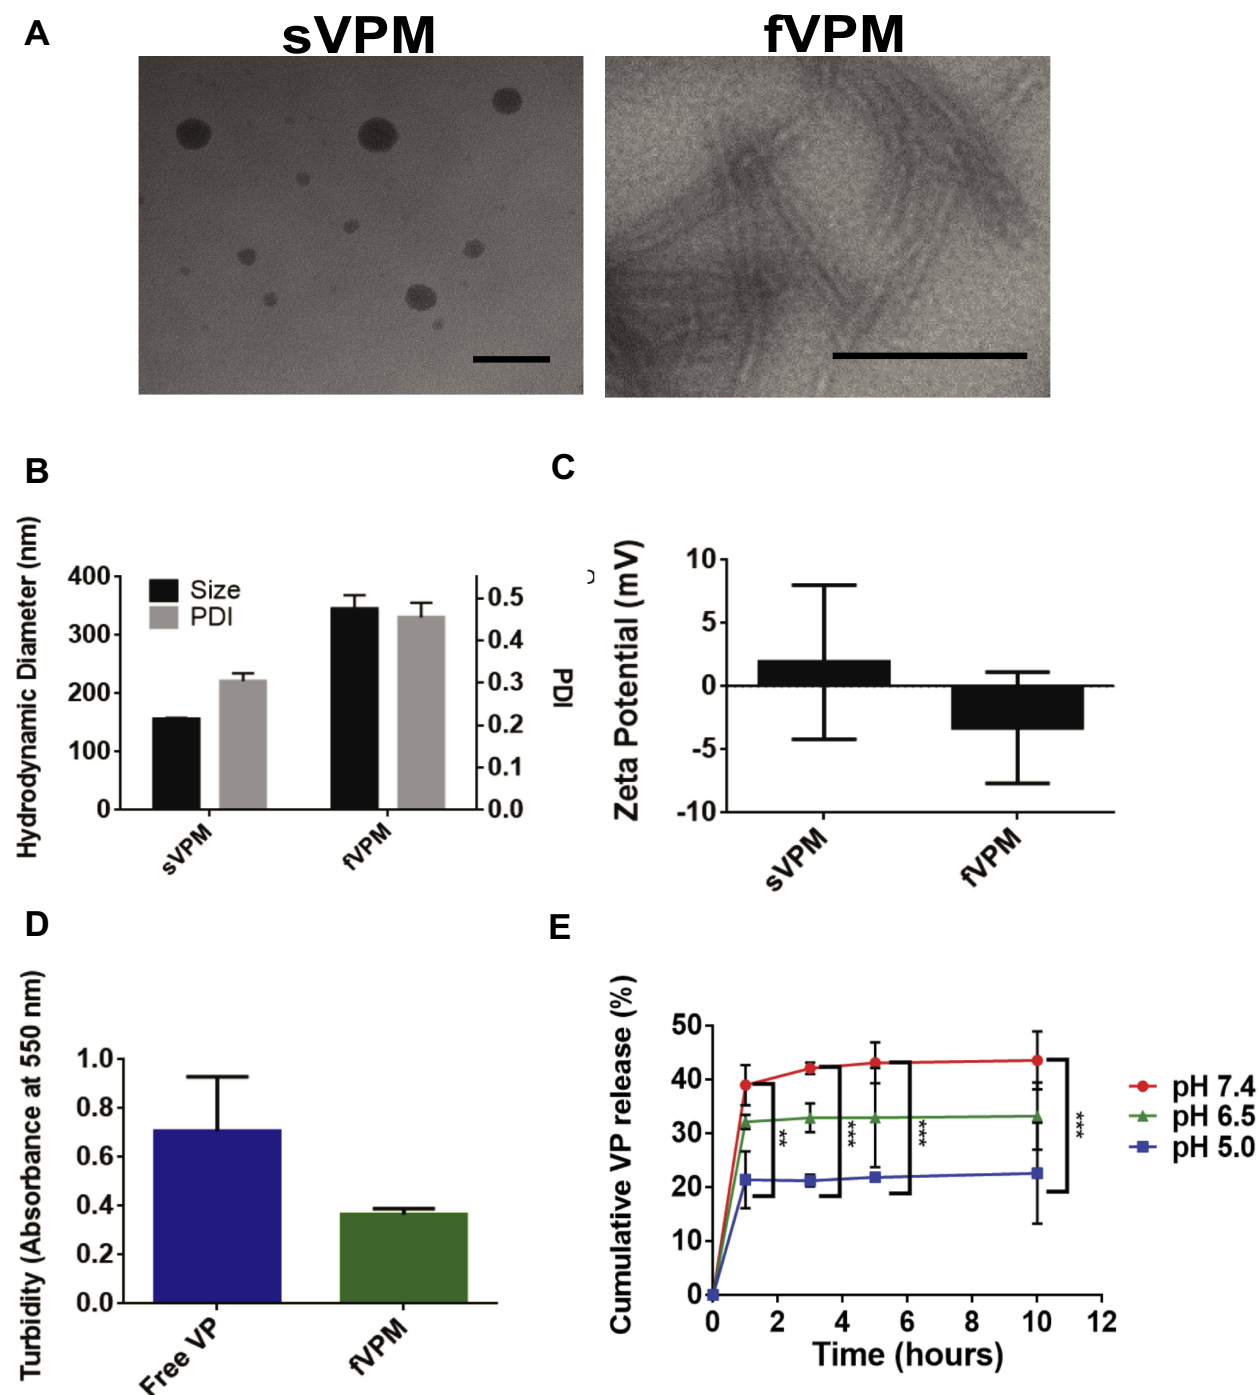 A
sVPM
fVPM
B
Hydrodynamic Diameter (nm)
400
300
200
100
0
Size
PDI
0.5
0.4
0.3
0.2
0.1
0.0
PDI
sVPM
fVPM
C
Zeta Potential (mV)
10
5
0
-5
-10
sVPM
fVPM
D
Turbidity (Absorbance at 550 nm)
1.0
0.8
0.6
0.4
0.2
0.0
Free VP
fVPM
E
Cumulative VP release (%)
50
40
30
20
10
0
**
***
***
***
0 2 4 6 8 10 12
Time (hours)
pH 7.4
pH 6.5
pH 5.0